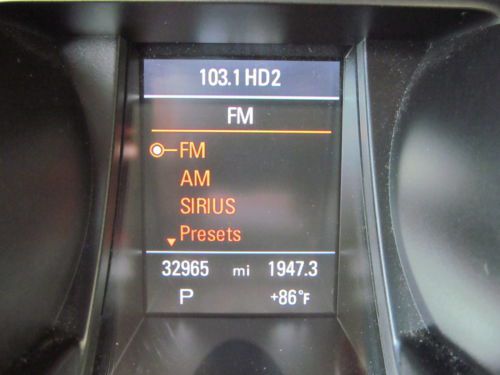 103.1 HD2
FM
FM
AM
SIRIUS
Presets
32965 mi 1947.3
P +86°F